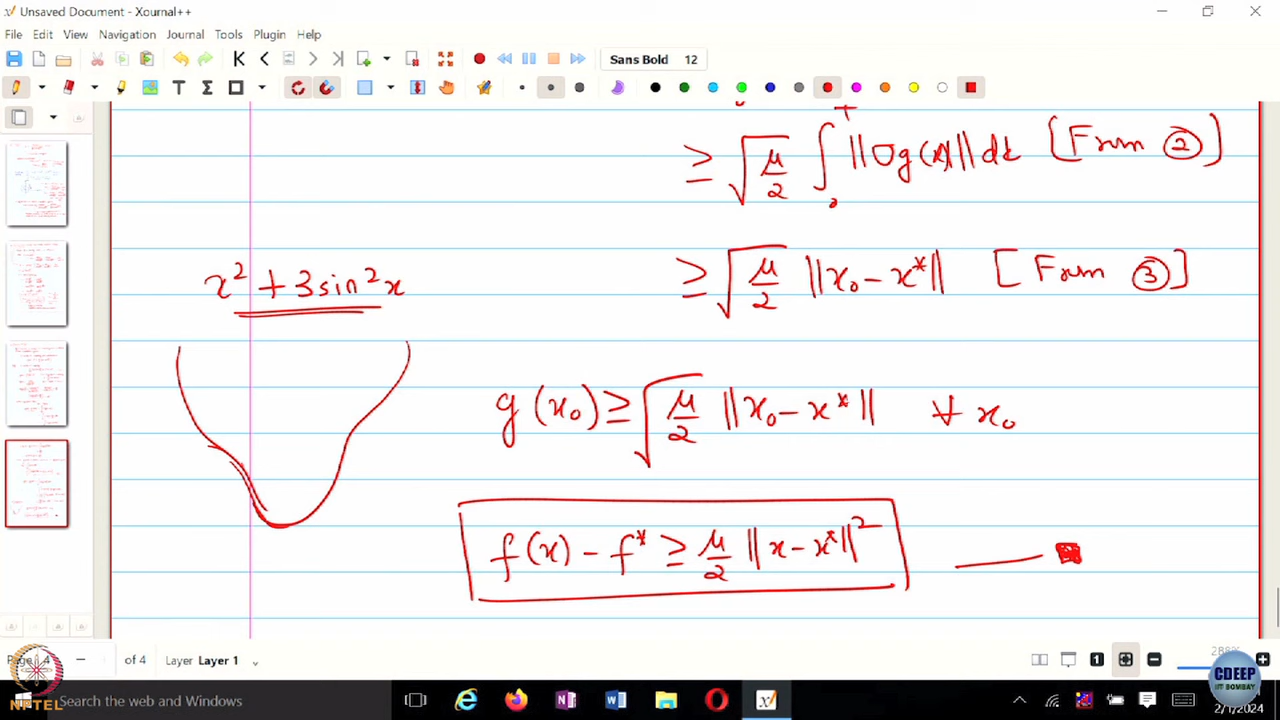 Unsaved Document - Xournal++
File Edit View Navigation Journal Tools Plugin Help
Sans Bold 12
≥ √(μ/2) ∫₀ᵀ ||∇g(x)|| dt [From ②]
x² + 3sin²x
≥ √(μ/2) ||x₀ - x*|| [From ③]
g(x₀) ≥ √(μ/2) ||x₀ - x*|| ∀ x₀
f(x) - f* ≥ μ/2 ||x - x*||²
Page 4 of 4 Layer Layer 1
288%
NPTEL
Search the web and Windows
CDEEP
IIT BOMBAY
2/1/2024